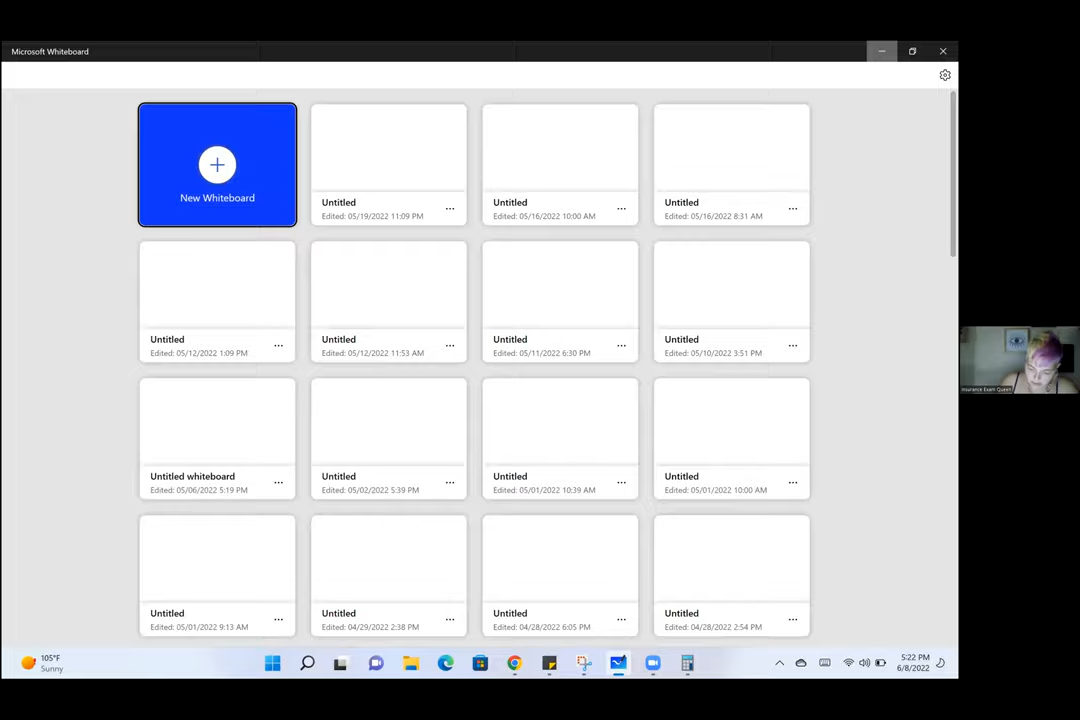 Microsoft Whiteboard
New Whiteboard
Untitled
Edited: 05/19/2022 11:09 PM
Untitled
Edited: 05/16/2022 10:00 AM
Untitled
Edited: 05/16/2022 8:31 AM
Untitled
Edited: 05/12/2022 1:09 PM
Untitled
Edited: 05/12/2022 11:53 AM
Untitled
Edited: 05/11/2022 6:30 PM
Untitled
Edited: 05/10/2022 3:51 PM
Untitled whiteboard
Edited: 05/06/2022 5:19 PM
Untitled
Edited: 05/02/2022 5:39 PM
Untitled
Edited: 05/01/2022 10:39 AM
Untitled
Edited: 05/01/2022 10:00 AM
Untitled
Edited: 05/01/2022 9:13 AM
Untitled
Edited: 04/29/2022 2:38 PM
Untitled
Edited: 04/28/2022 6:05 PM
Untitled
Edited: 04/28/2022 2:54 PM
Insurance Exam Queen
105°F
Sunny
5:22 PM
6/8/2022